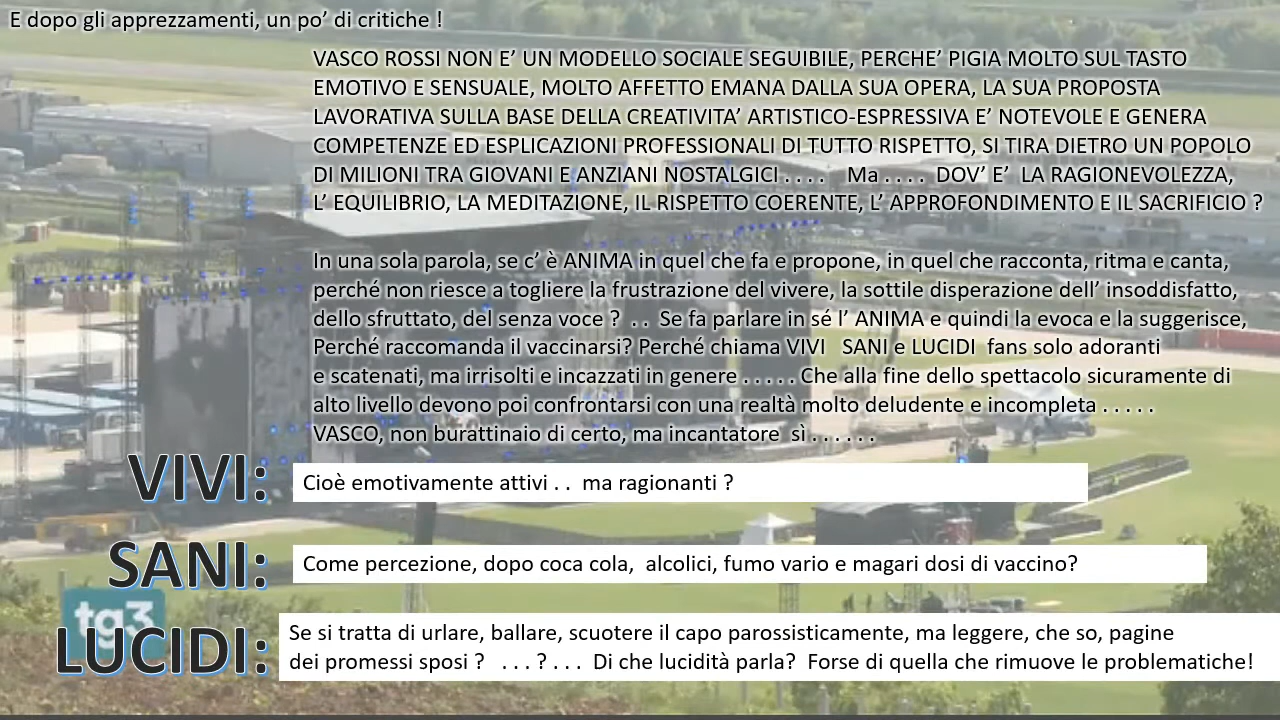 E dopo gli apprezzamenti, un po' di critiche !
VASCO ROSSI NON E' UN MODELLO SOCIALE SEGUIBILE, PERCHE' PIGIA MOLTO SUL TASTO
EMOTIVO E SENSUALE, MOLTO AFFETTO EMANA DALLA SUA OPERA, LA SUA PROPOSTA
LAVORATIVA SULLA BASE DELLA CREATIVITA' ARTISTICO-ESPRESSIVA E' NOTEVOLE E GENERA
COMPETENZE ED ESPLICAZIONI PROFESSIONALI DI TUTTO RISPETTO, SI TIRA DIETRO UN POPOLO
DI MILIONI TRA GIOVANI E ANZIANI NOSTALGICI . . . . Ma . . . . DOV' E' LA RAGIONEVOLEZZA,
L' EQUILIBRIO, LA MEDITAZIONE, IL RISPETTO COERENTE, L' APPROFONDIMENTO E IL SACRIFICIO ?
In una sola parola, se c' è ANIMA in quel che fa e propone, in quel che racconta, ritma e canta,
perché non riesce a togliere la frustrazione del vivere, la sottile disperazione dell' insoddisfatto,
dello sfruttato, del senza voce ? . . Se fa parlare in sé l' ANIMA e quindi la evoca e la suggerisce,
Perché raccomanda il vaccinarsi? Perché chiama VIVI SANI e LUCIDI fans solo adoranti
e scatenati, ma irrisolti e incazzati in genere . . . . . Che alla fine dello spettacolo sicuramente di
alto livello devono poi confrontarsi con una realtà molto deludente e incompleta . . . . .
VASCO, non burattinaio di certo, ma incantatore sì . . . . . .
VIVI: Cioè emotivamente attivi . . ma ragionanti ?
SANI: Come percezione, dopo coca cola, alcolici, fumo vario e magari dosi di vaccino?
tg3
LUCIDI: Se si tratta di urlare, ballare, scuotere il capo parossisticamente, ma leggere, che so, pagine
dei promessi sposi ? . . . ? . . . Di che lucidità parla? Forse di quella che rimuove le problematiche!